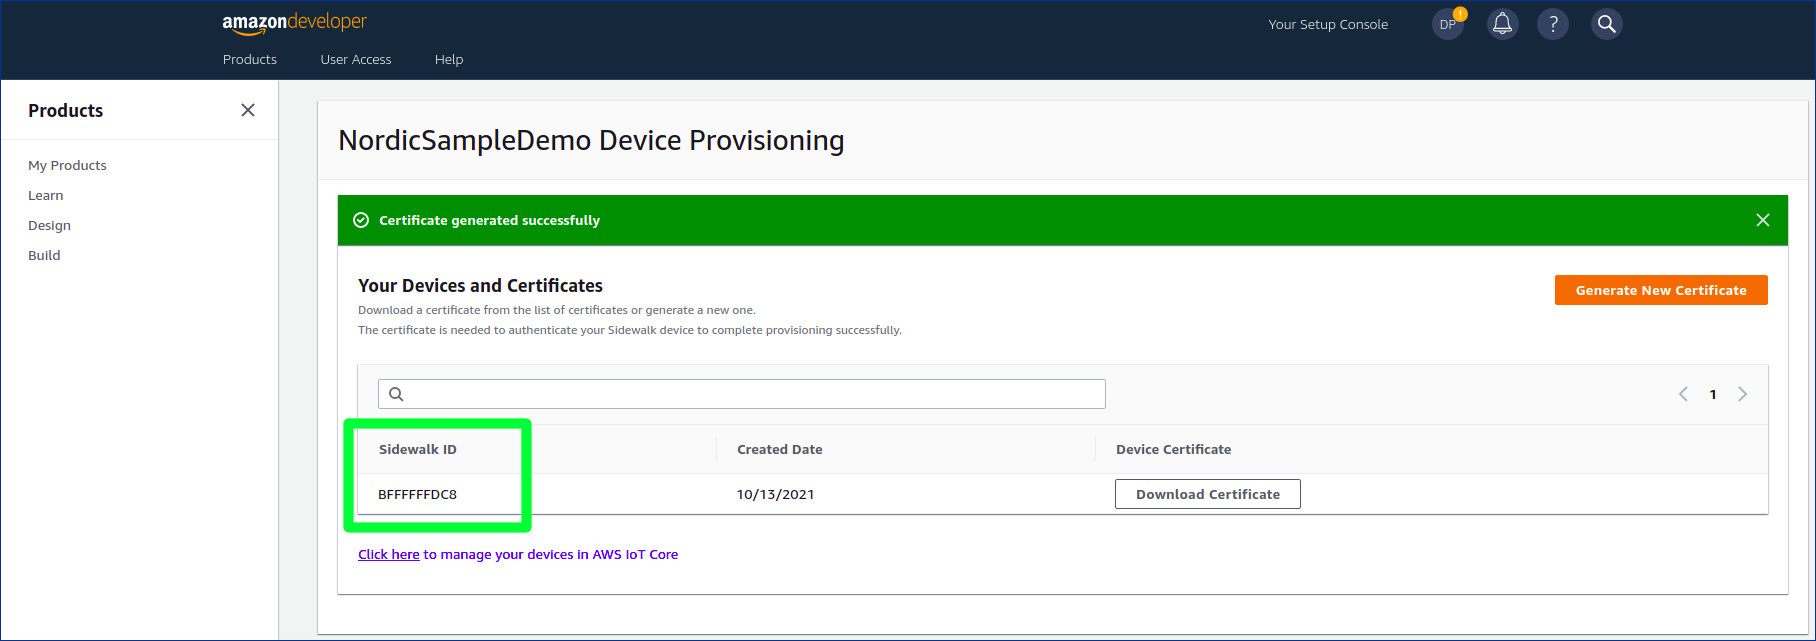 amazondeveloper
Your Setup Console
DP
!
?
Products
User Access
Help
Products
My Products
Learn
Design
Build
NordicSampleDemo Device Provisioning
Certificate generated successfully
Your Devices and Certificates
Generate New Certificate
Download a certificate from the list of certificates or generate a new one.
The certificate is needed to authenticate your Sidewalk device to complete provisioning successfully.
1
Sidewalk ID
Created Date
Device Certificate
BFFFFFFDC8
10/13/2021
Download Certificate
Click here to manage your devices in AWS IoT Core